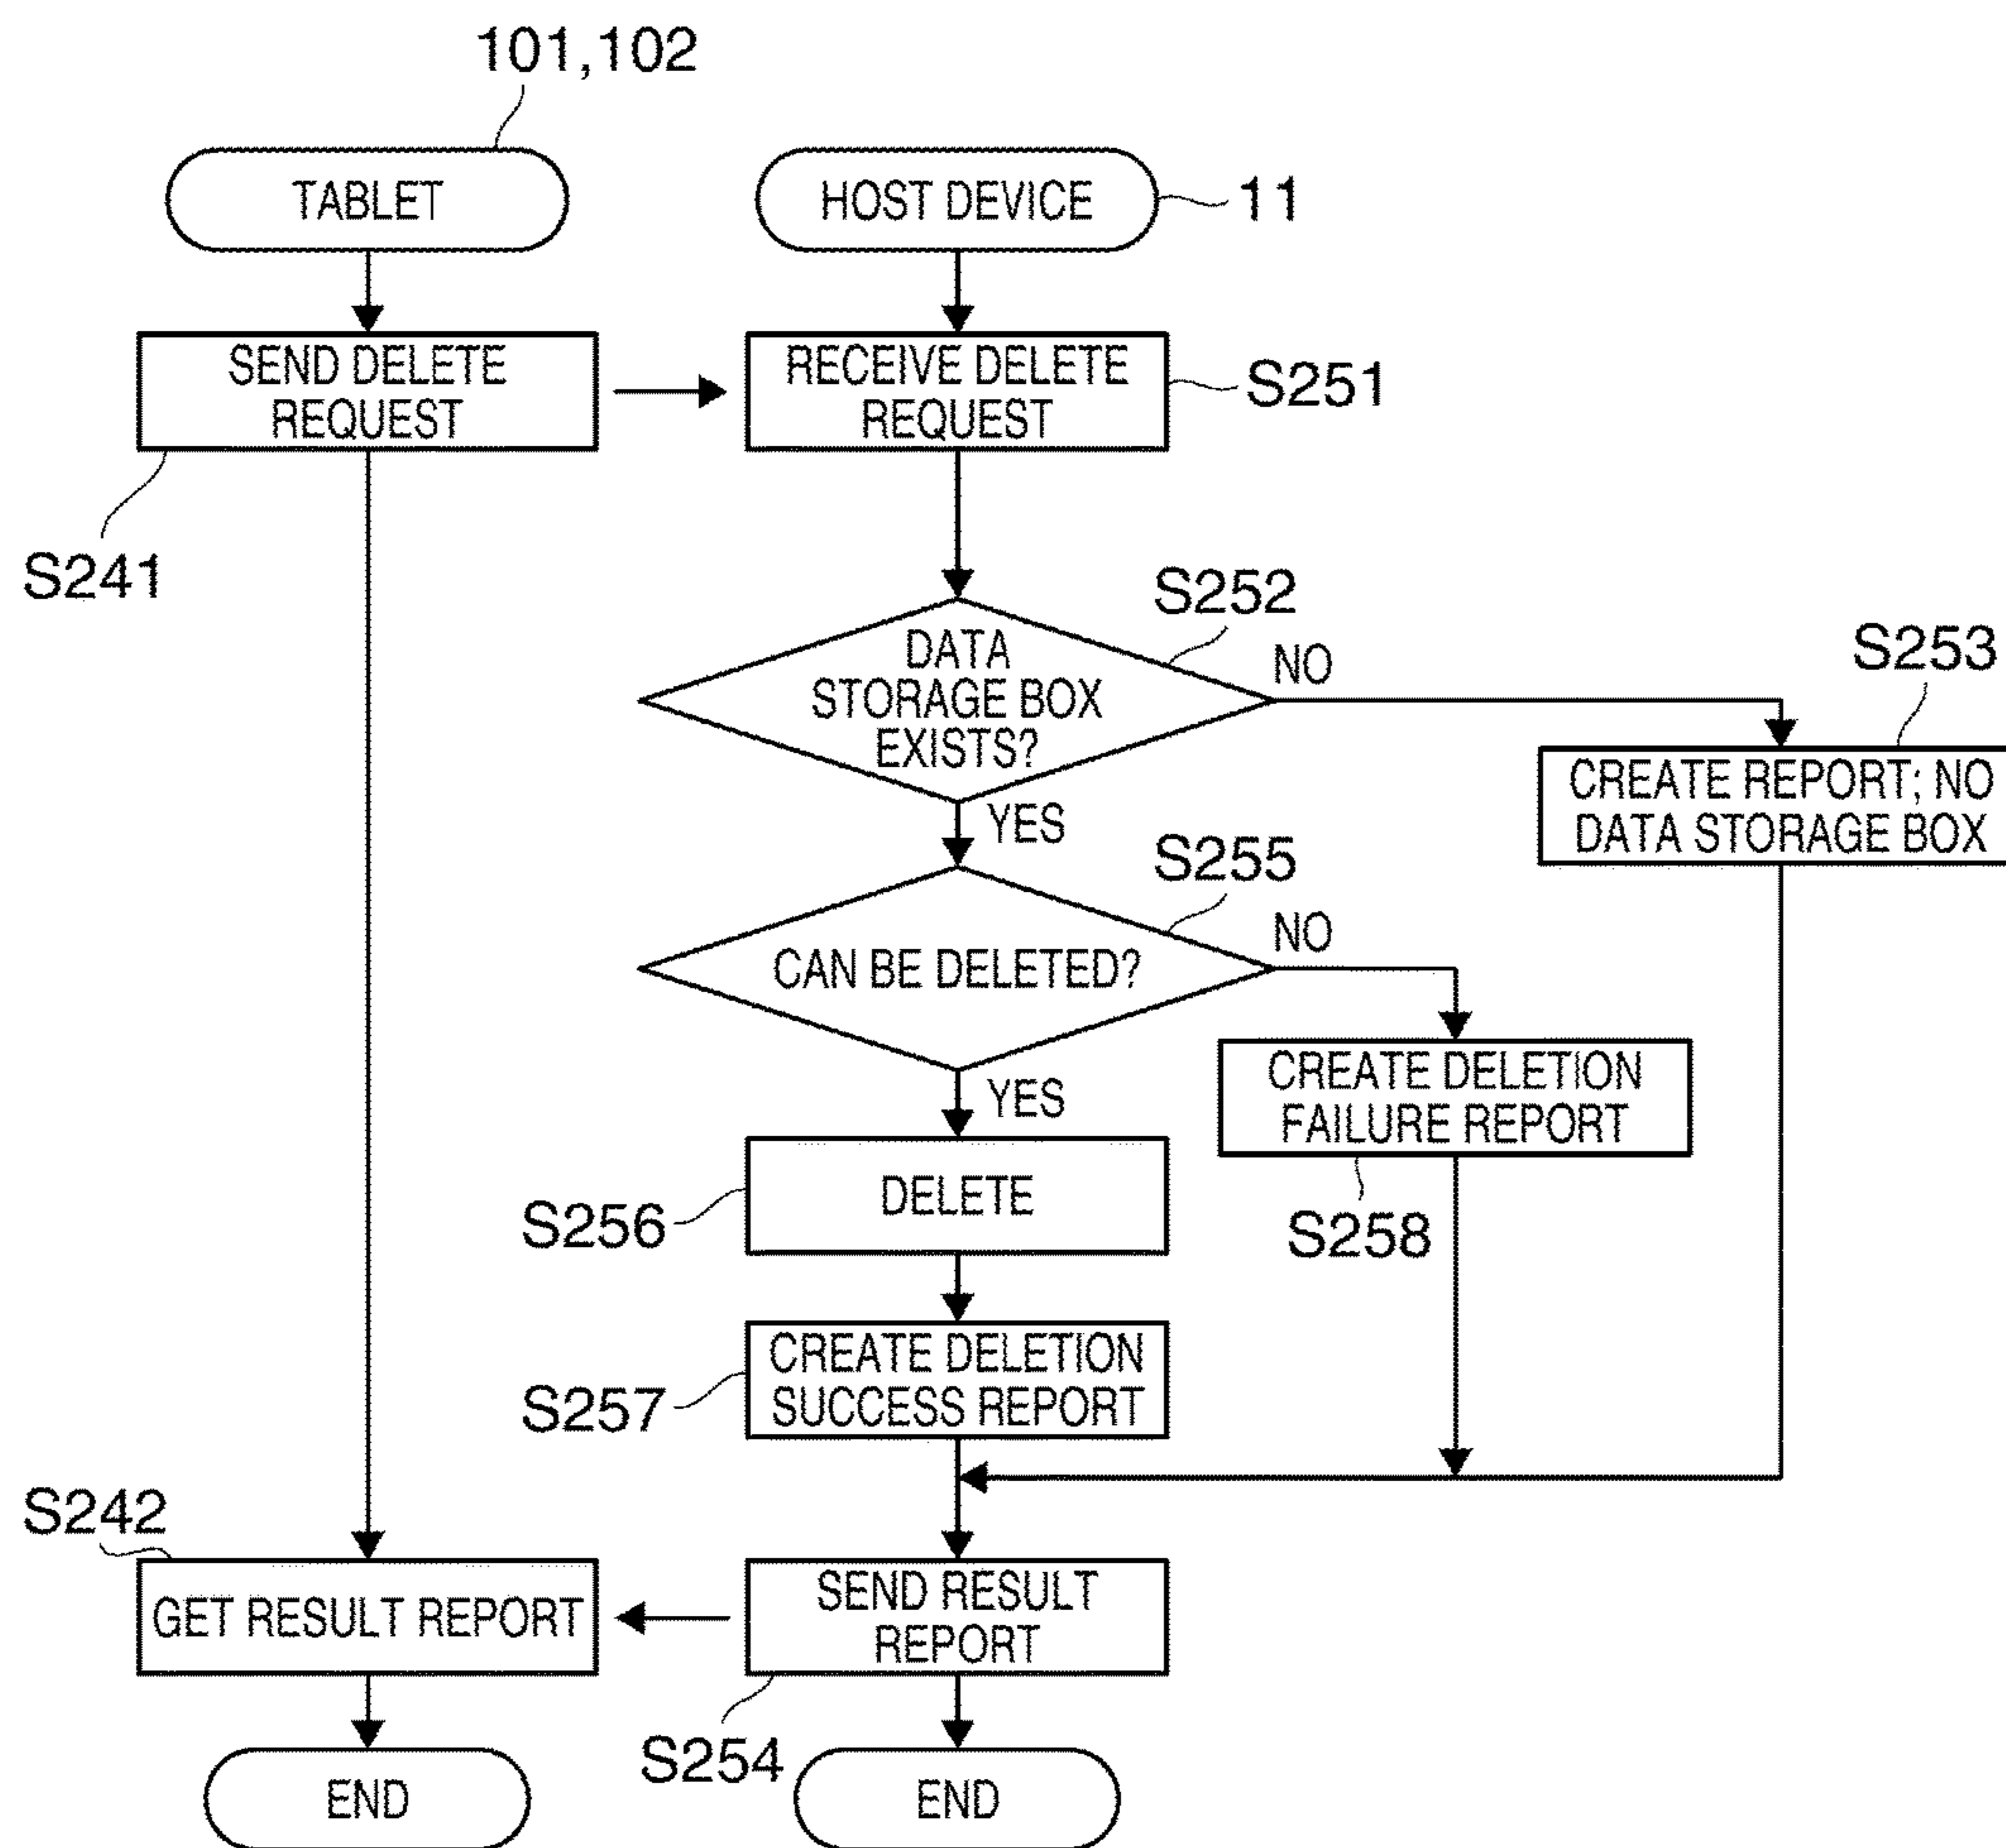 101,102
TABLET
HOST DEVICE
11
SEND DELETE
REQUEST
RECEIVE DELETE
REQUEST
S251
S241
S252
DATA
STORAGE BOX
EXISTS?
NO
S253
CREATE REPORT; NO
DATA STORAGE BOX
YES
S255
CAN BE DELETED?
NO
CREATE DELETION
FAILURE REPORT
YES
S258
DELETE
S256
CREATE DELETION
SUCCESS REPORT
S257
S242
GET RESULT REPORT
SEND RESULT
REPORT
S254
END
END